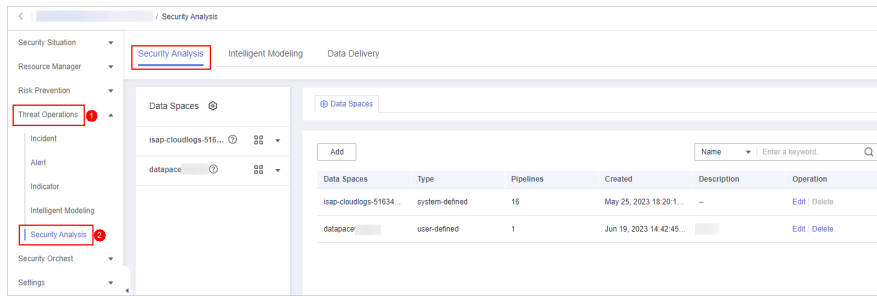 / Security Analysis
Security Situation
Resource Manager
Risk Prevention
Threat Operations 1
Incident
Alert
Indicator
Intelligent Modeling
Security Analysis 2
Security Orchest
Settings
Security Analysis Intelligent Modeling Data Delivery
Data Spaces
isap-cloudlogs-516...
datapace
Data Spaces
Add
Name Enter a keyword.
Data Spaces Type Pipelines Created Description Operation
isap-cloudlogs-51634... system-defined 16 May 25, 2023 18:20:1... -- Edit Delete
datapace user-defined 1 Jun 19, 2023 14:42:45... Edit Delete